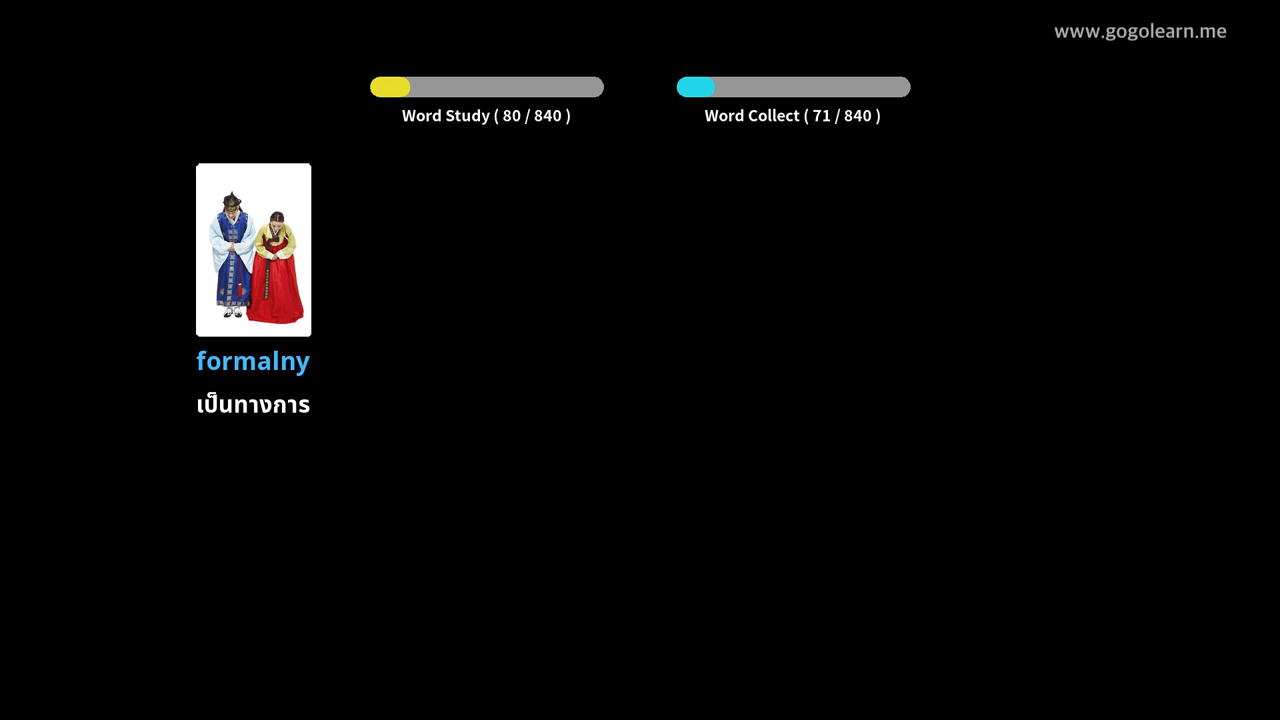 www.gogolearn.me
Word Study ( 80 / 840 )
Word Collect ( 71 / 840 )
formalny
เป็นทางการ